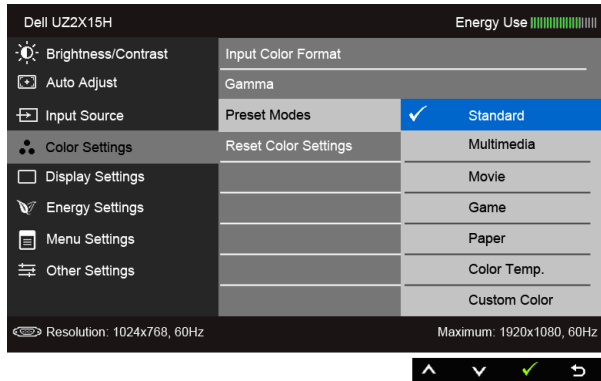 Dell UZ2X15H Energy Use
Brightness/Contrast Input Color Format
Auto Adjust Gamma
Input Source Preset Modes Standard
Color Settings Reset Color Settings Multimedia
Display Settings Movie
Energy Settings Game
Menu Settings Paper
Other Settings Color Temp.
Custom Color
Resolution: 1024x768, 60Hz Maximum: 1920x1080, 60Hz